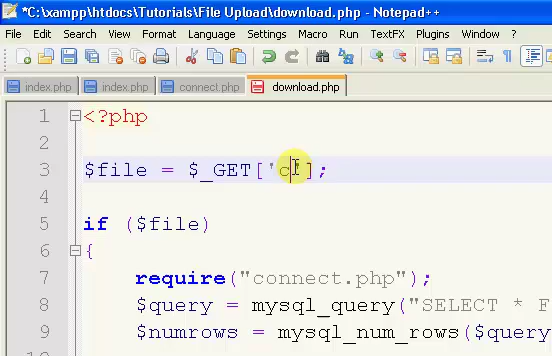 *C:\xampp\htdocs\Tutorials\File Upload\download.php - Notepad++
File Edit Search View Format Language Settings Macro Run TextFX Plugins Window
index.php index.php connect.php download.php
1 <?php
2
3 $file = $_GET['c'];
4
5 if ($file)
6 {
7 require("connect.php");
8 $query = mysql_query("SELECT * F
9 $numrows = mysql_num_rows($query